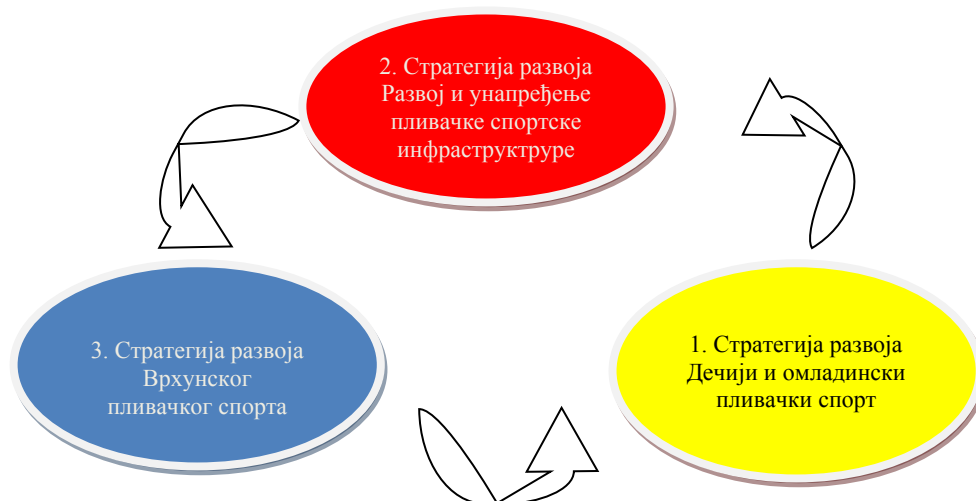 2. Стратегија развоја
Развој и унапређење
пливачке спортске
инфраструктруре
3. Стратегија развоја
Врхунског
пливачког спорта
1. Стратегија развоја
Дечији и омладински
пливачки спорт